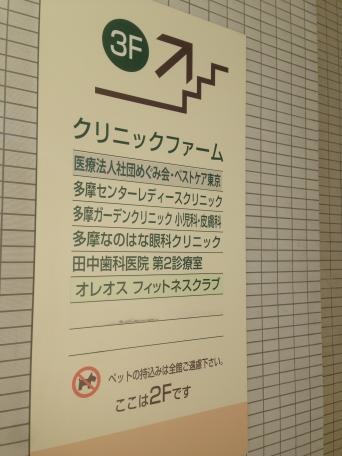 3F
クリニックファーム
医療法人社団めぐみ会・ベストケア東京
多摩センターレディースクリニック
多摩ガーデンクリニック 小児科・皮膚科
多摩なのはな眼科クリニック
田中歯科医院 第2診療室
オレオス フィットネスクラブ
ペットの持込みは全館ご遠慮下さい。
ここは2Fです